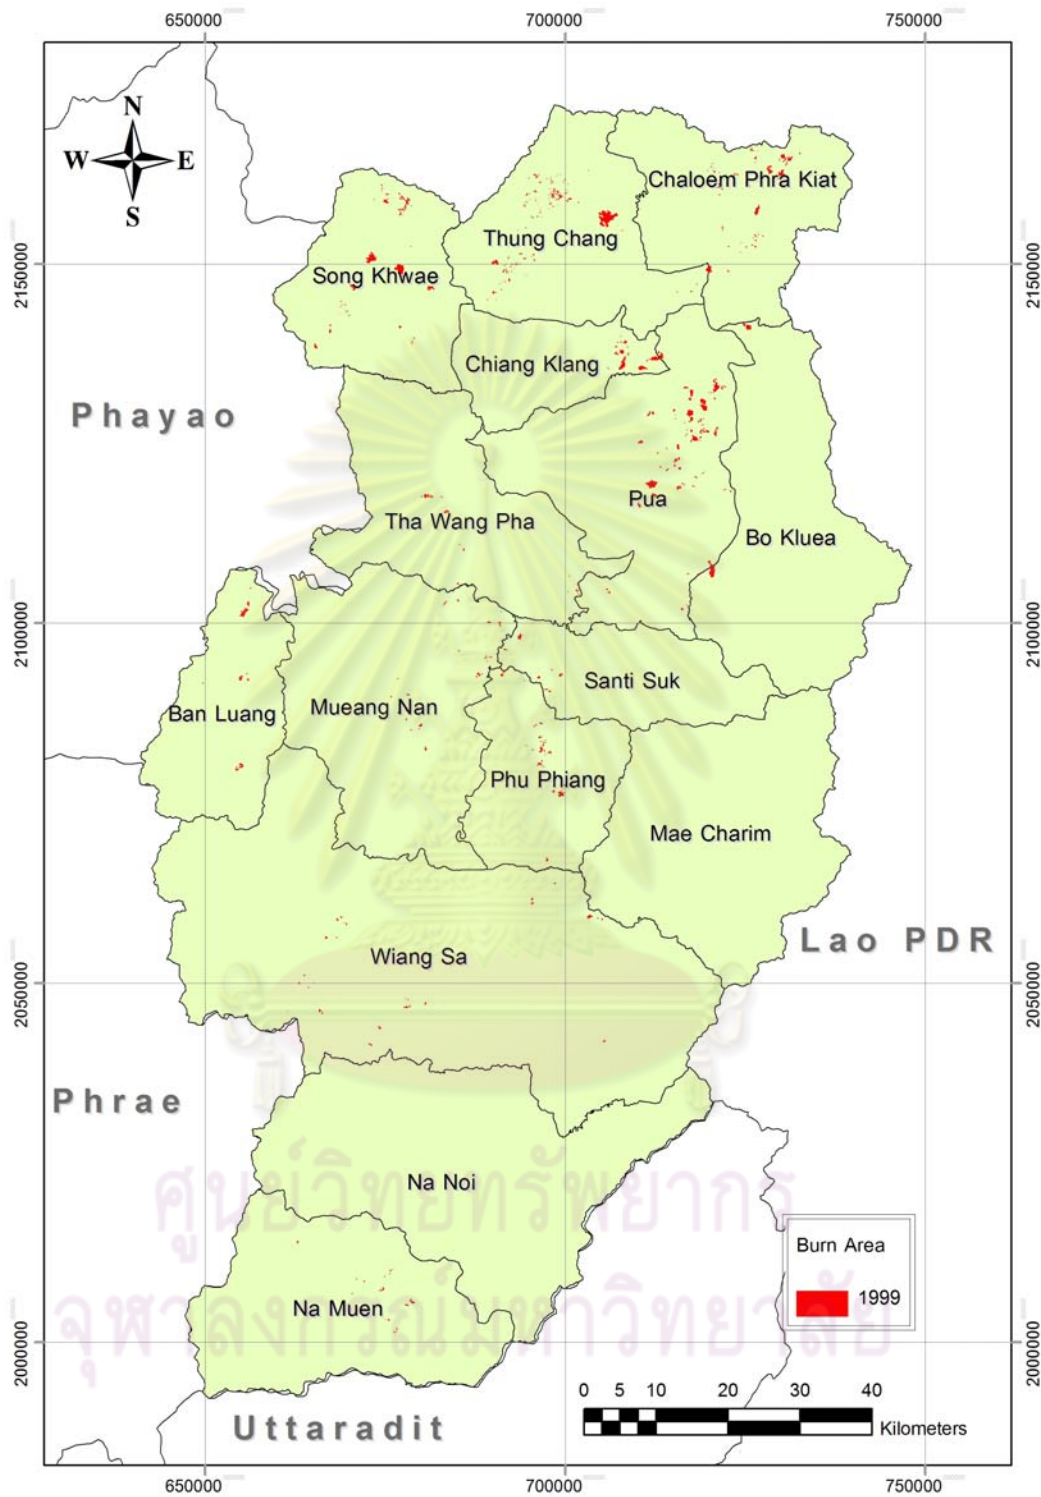 650000
700000
750000
N
W
E
S
Chaloem Phra Kiat
Thung Chang
Song Khwae
2150000
2150000
Chiang Klang
Phayao
Pua
Tha Wang Pha
Bo Kluea
2100000
2100000
Santi Suk
Ban Luang
Mueang Nan
Phu Phiang
Mae Charim
Lao PDR
Wiang Sa
2050000
2050000
Phrae
Na Noi
ศูนย์วิทยทรัพยากร
Burn Area
1999
Na Muen
จุฬาลงกรณ์มหาวิทยาลัย
2000000
2000000
0 5 10 20 30 40
Kilometers
Uttaradit
650000
700000
750000